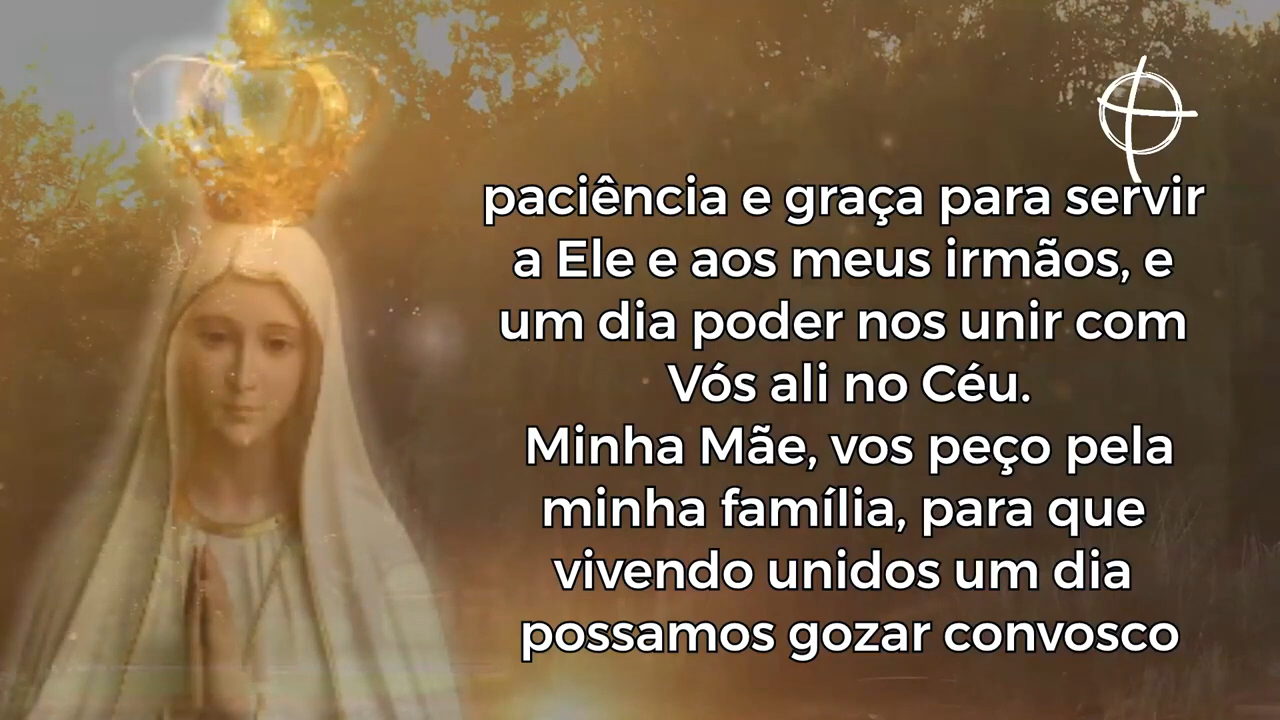 paciência e graça para servir
a Ele e aos meus irmãos, e
um dia poder nos unir com
Vós ali no Céu.
Minha Mãe, vos peço pela
minha família, para que
vivendo unidos um dia
possamos gozar convosco